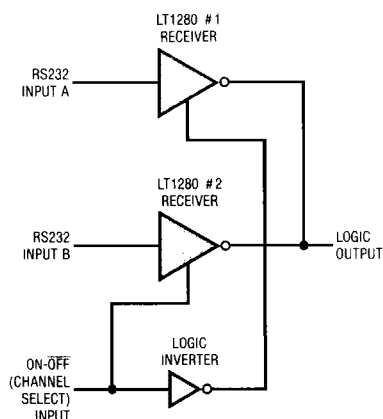 LT1280 #1
RECEIVER
RS232
INPUT A
LT1280 #2
RECEIVER
RS232
INPUT B
LOGIC
OUTPUT
LOGIC
INVERTER
ON-OFF
(CHANNEL
SELECT)
INPUT